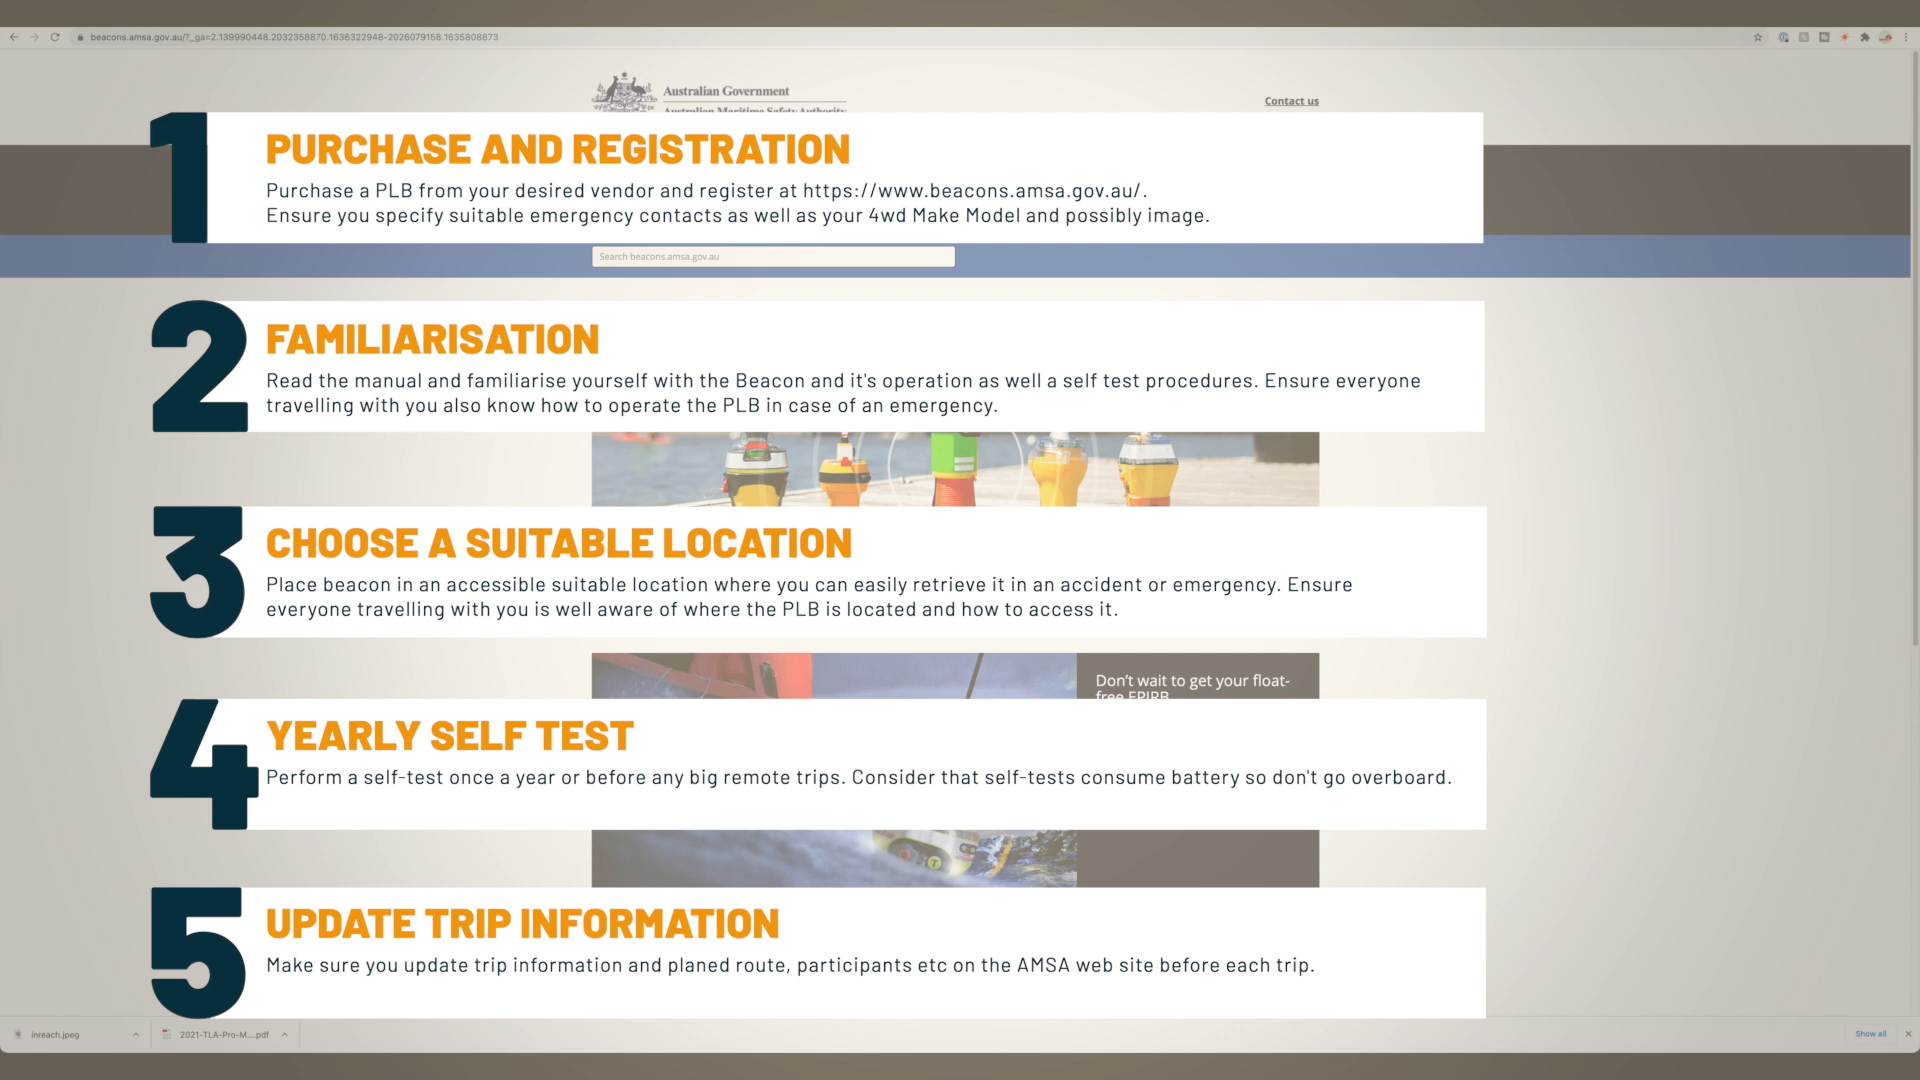 beacons.amsa.gov.au/?_ga=2.139990448.2032358870.1636322948-2026079158.1635808873
Australian Government
Australian Maritime Safety Authority
Contact us
1
PURCHASE AND REGISTRATION
Purchase a PLB from your desired vendor and register at https://www.beacons.amsa.gov.au/.
Ensure you specify suitable emergency contacts as well as your 4wd Make Model and possibly image.
Search beacons.amsa.gov.au
2
FAMILIARISATION
Read the manual and familiarise yourself with the Beacon and it's operation as well a self test procedures. Ensure everyone
travelling with you also know how to operate the PLB in case of an emergency.
3
CHOOSE A SUITABLE LOCATION
Place beacon in an accessible suitable location where you can easily retrieve it in an accident or emergency. Ensure
everyone travelling with you is well aware of where the PLB is located and how to access it.
Don't wait to get your float-
free EPIRB
4
YEARLY SELF TEST
Perform a self-test once a year or before any big remote trips. Consider that self-tests consume battery so don't go overboard.
5
UPDATE TRIP INFORMATION
Make sure you update trip information and planed route, participants etc on the AMSA web site before each trip.
inreach.jpeg
2021-TLA-Pro-M....pdf
Show all